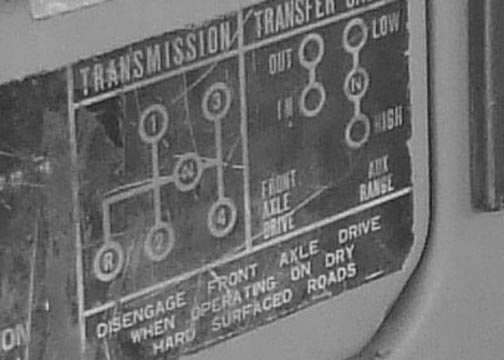 TRANSMISSION
1
3
N
R
2
4
TRANSFER
OUT
IN
LOW
N
HIGH
FRONT
AXLE
DRIVE
AUX
RANGE
DISENGAGE FRONT AXLE DRIVE
WHEN OPERATING ON DRY
HARD SURFACED ROADS
ON